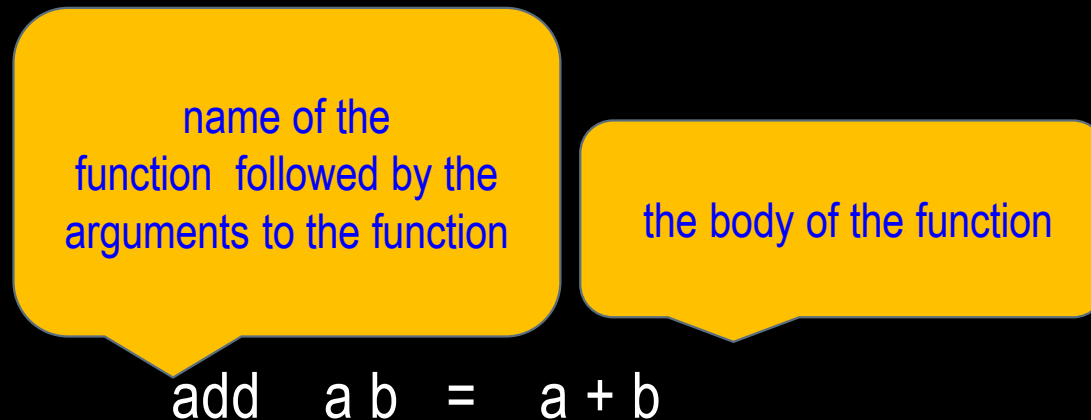 name of the
function followed by the
arguments to the function
the body of the function
add a b = a + b